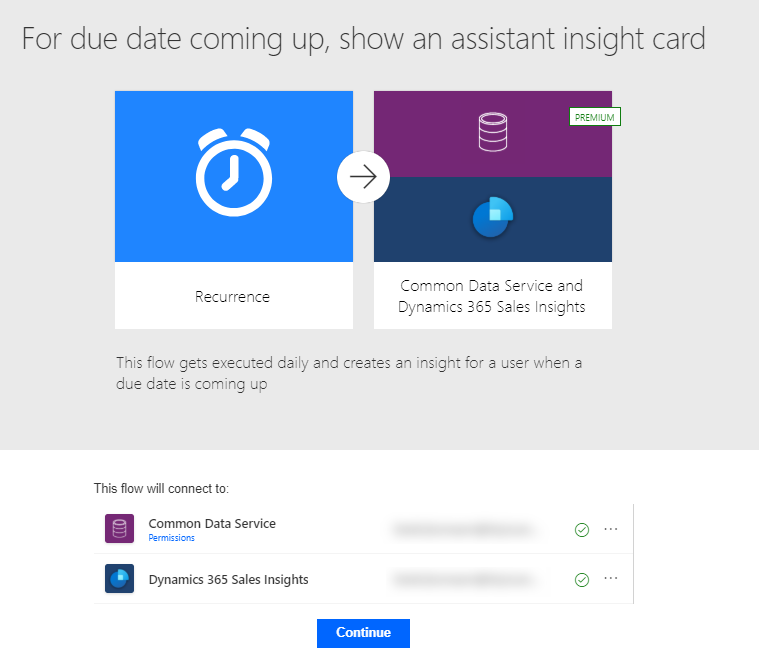 For due date coming up, show an assistant insight card
PREMIUM
Recurrence
Common Data Service and
Dynamics 365 Sales Insights
This flow gets executed daily and creates an insight for a user when a
due date is coming up
This flow will connect to:
Common Data Service
Permissions
Dynamics 365 Sales Insights
Continue